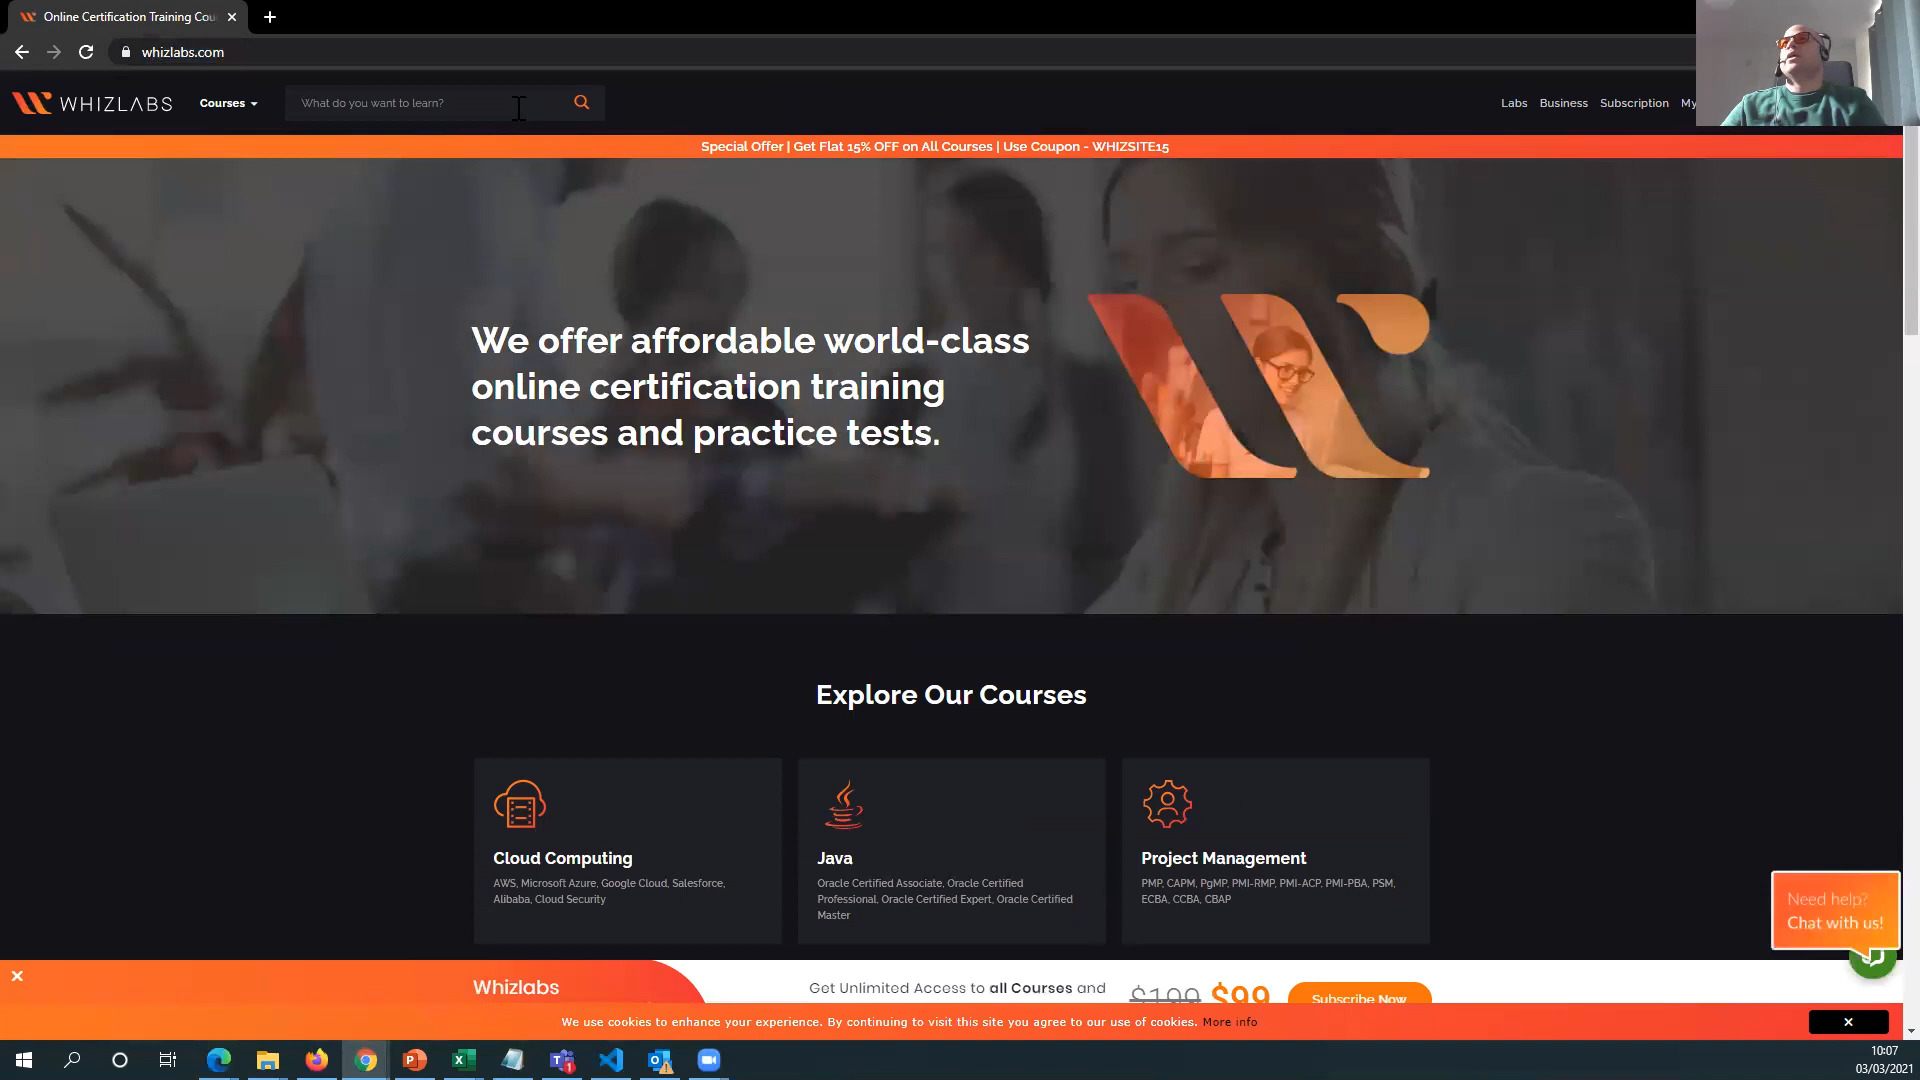 Online Certification Training Cou
whizlabs.com
WHIZLABS
Courses
What do you want to learn?
Labs Business Subscription My
Special Offer | Get Flat 15% OFF on All Courses | Use Coupon - WHIZSITE15
We offer affordable world-class
online certification training
courses and practice tests.
Explore Our Courses
Cloud Computing
AWS, Microsoft Azure, Google Cloud, Salesforce,
Alibaba, Cloud Security
Java
Oracle Certified Associate, Oracle Certified
Professional, Oracle Certified Expert, Oracle Certified
Master
Project Management
PMP, CAPM, PgMP, PMI-RMP, PMI-ACP, PMI-PBA, PSM,
ECBA, CCBA, CBAP
Need help?
Chat with us!
Whizlabs
Get Unlimited Access to all Courses and
$199 $99
Subscribe Now
We use cookies to enhance your experience. By continuing to visit this site you agree to our use of cookies. More info
10:07
03/03/2021